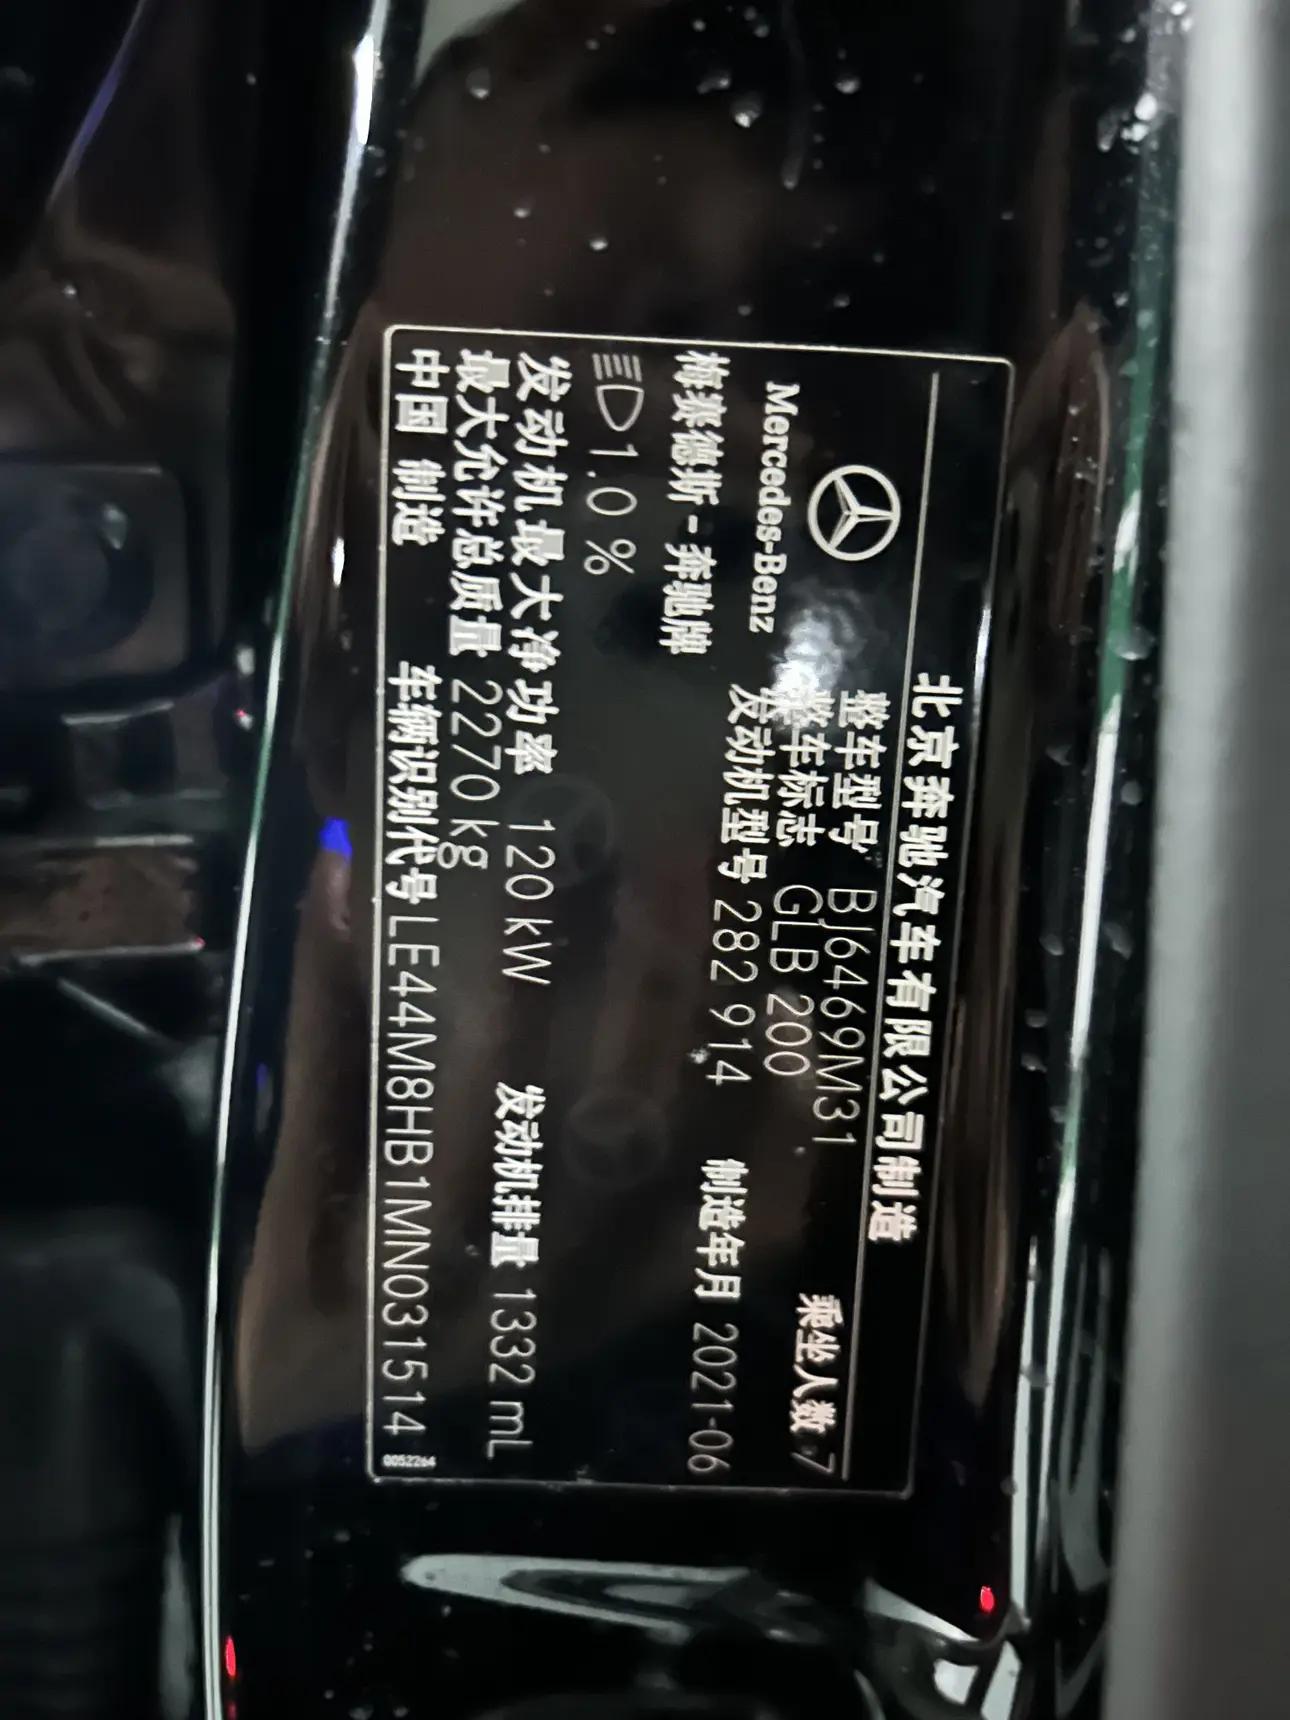 北京奔驰汽车有限公司制造
Mercedes-Benz
整车型号 BJ6469M31
整车标志 GLB 200
乘坐人数 7
梅赛德斯-奔驰牌
发动机型号 282 914
制造年月 2021-06
1.0 %
发动机最大净功率 120 kW
发动机排量 1332 mL
最大允许总质量 2270 kg
中国 制造
车辆识别代号 LE44M8HB1MN031514
0052264